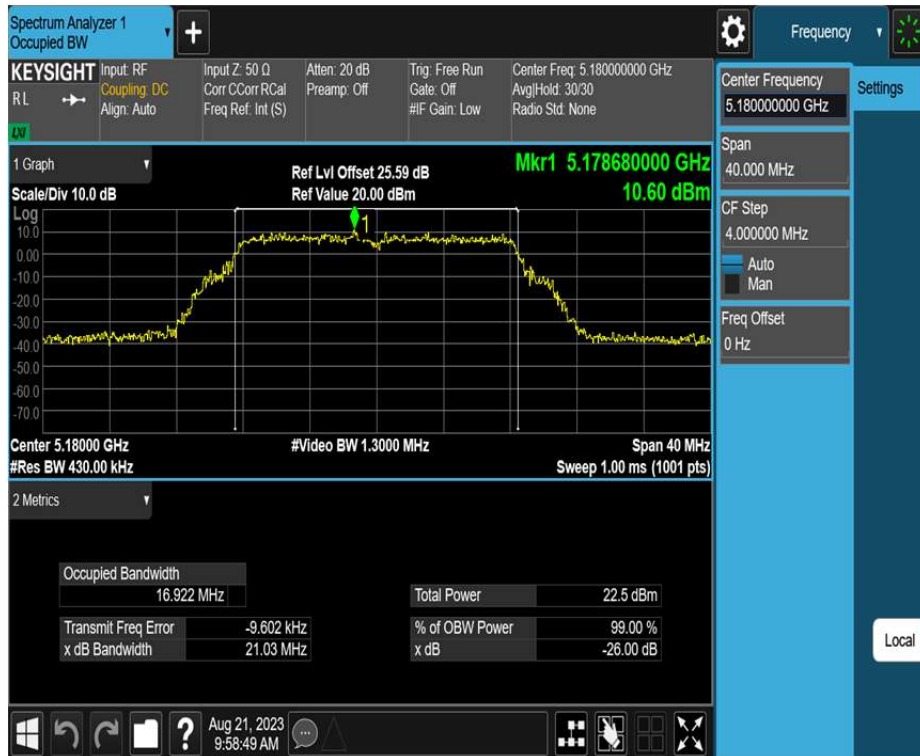 Spectrum Analyzer 1
Occupied BW
+
Frequency
KEYSIGHT
R L
LXI
Input: RF
Coupling: DC
Align: Auto
Input Z: 50 Ω
Corr CCorr RCal
Freq Ref: Int (S)
Atten: 20 dB
Preamp: Off
Trig: Free Run
Gate: Off
#IF Gain: Low
Center Freq: 5.180000000 GHz
Avg|Hold: 30/30
Radio Std: None
Center Frequency
5.18000000 GHz
Settings
Span
40.000 MHz
CF Step
4.000000 MHz
Auto
Man
Freq Offset
0 Hz
Local
1 Graph
Scale/Div 10.0 dB
Ref Lvl Offset 25.59 dB
Ref Value 20.00 dBm
Mkr1 5.178680000 GHz
10.60 dBm
Log
1
10.0
0.00
-10.0
-20.0
-30.0
-40.0
-50.0
-60.0
-70.0
Center 5.18000 GHz
#Video BW 1.3000 MHz
Span 40 MHz
#Res BW 430.00 kHz
Sweep 1.00 ms (1001 pts)
2 Metrics
Occupied Bandwidth
16.922 MHz
Total Power 22.5 dBm
Transmit Freq Error -9.602 kHz
% of OBW Power 99.00 %
x dB Bandwidth 21.03 MHz
x dB -26.00 dB
?
Aug 21, 2023
9:58:49 AM